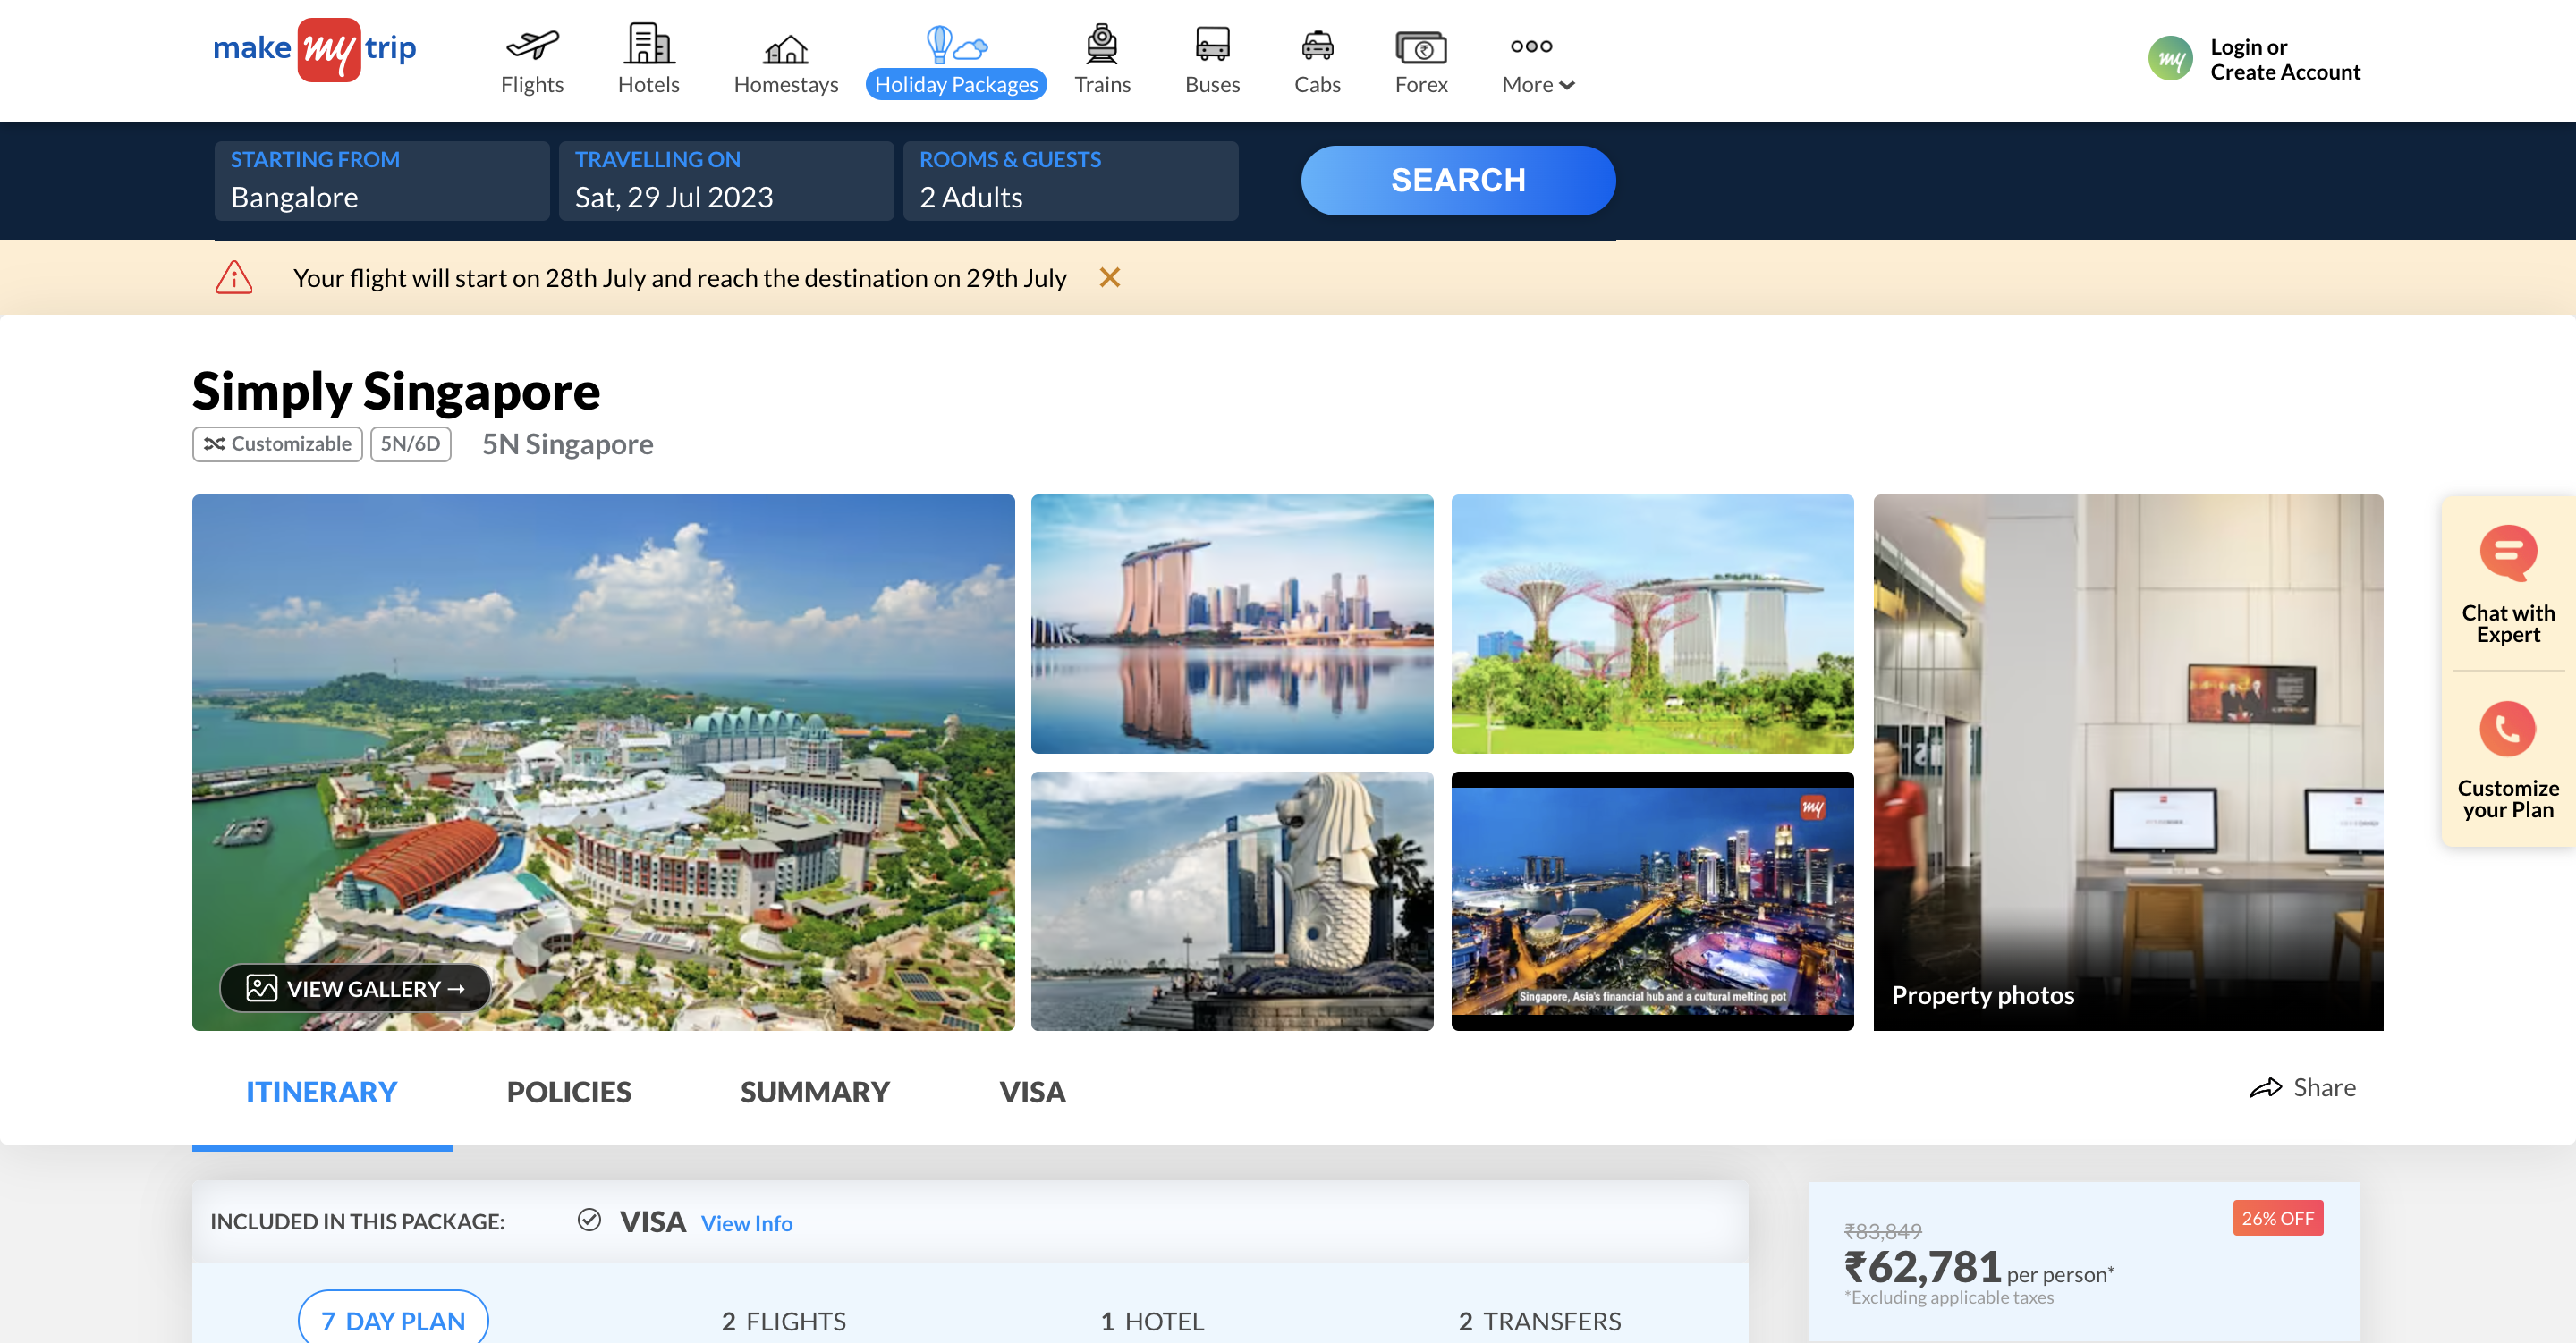 make my trip
Flights
Hotels
Homestays
Holiday Packages
Trains
Buses
Cabs
Forex
More
my
Login or
Create Account
STARTING FROM
Bangalore
TRAVELLING ON
Sat, 29 Jul 2023
ROOMS & GUESTS
2 Adults
SEARCH
Your flight will start on 28th July and reach the destination on 29th July
Simply Singapore
Customizable
5N/6D
5N Singapore
VIEW GALLERY →
my
Singapore, Asia's financial hub and a cultural melting pot
Property photos
Chat with
Expert
Customize
your Plan
ITINERARY
POLICIES
SUMMARY
VISA
Share
INCLUDED IN THIS PACKAGE:
VISA View Info
7 DAY PLAN
2 FLIGHTS
1 HOTEL
2 TRANSFERS
26% OFF
₹83,849
₹62,781 per person*
*Excluding applicable taxes